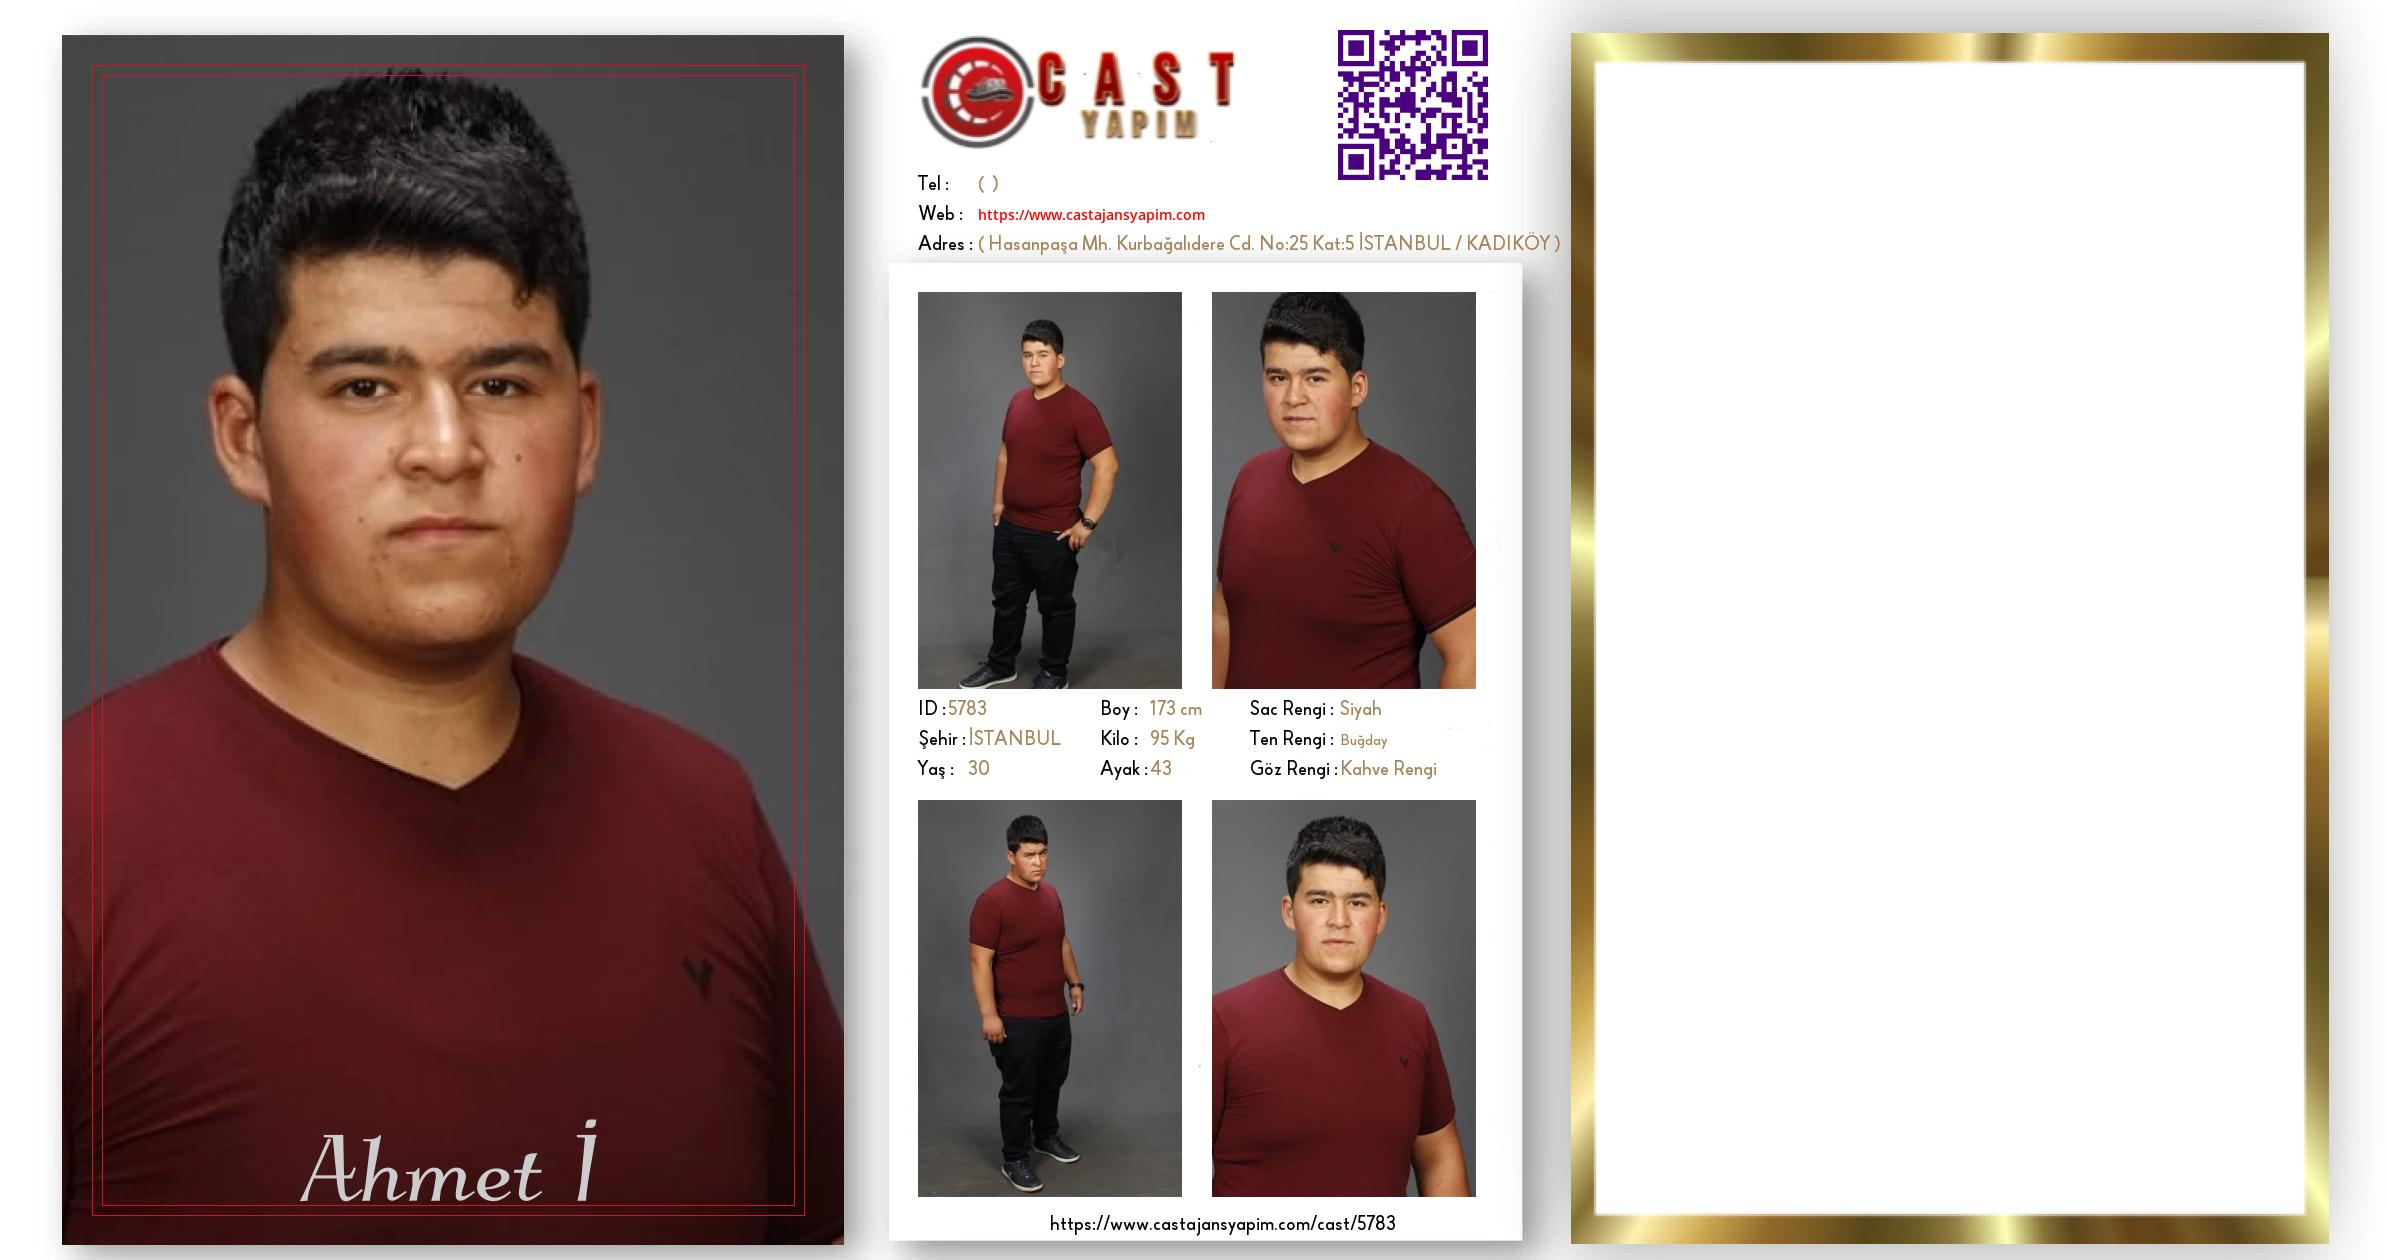 Ahmet İ
CAST
YAPIM
Tel : ( )
Web : https://www.castajansyapim.com
Adres : ( Hasanpaşa Mh. Kurbağalıdere Cd. No:25 Kat:5 İSTANBUL / KADIKÖY )
ID : 5783 Boy : 173 cm Sac Rengi : Siyah
Şehir : İSTANBUL Kilo : 95 Kg Ten Rengi : Buğday
Yaş : 30 Ayak : 43 Göz Rengi : Kahve Rengi
https://www.castajansyapim.com/cast/5783